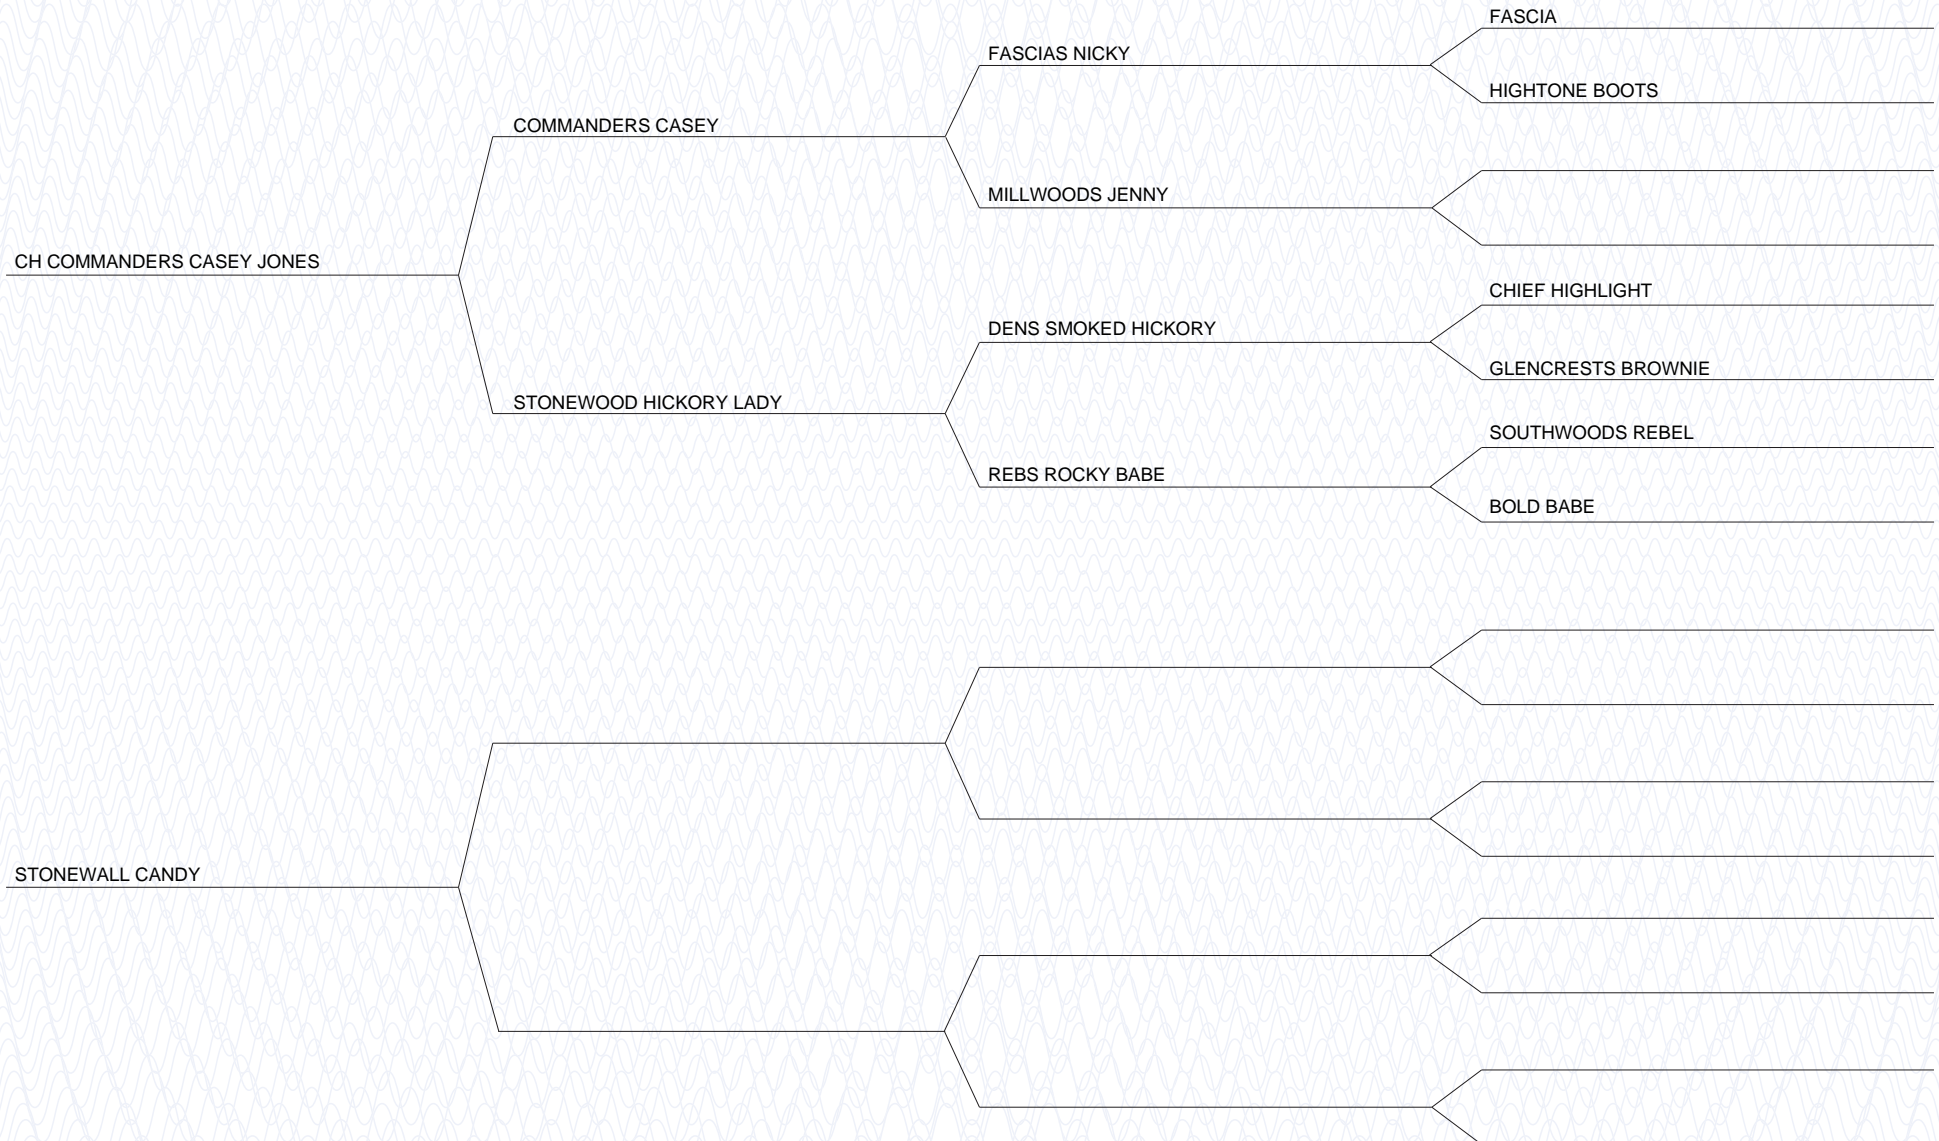 FASCIA
FASCIAS NICKY
HIGHTONE BOOTS
COMMANDERS CASEY
MILLWOODS JENNY
CH COMMANDERS CASEY JONES
CHIEF HIGHLIGHT
DENS SMOKED HICKORY
GLENCRESTS BROWNIE
STONEWOOD HICKORY LADY
SOUTHWOODS REBEL
REBS ROCKY BABE
BOLD BABE
STONEWALL CANDY